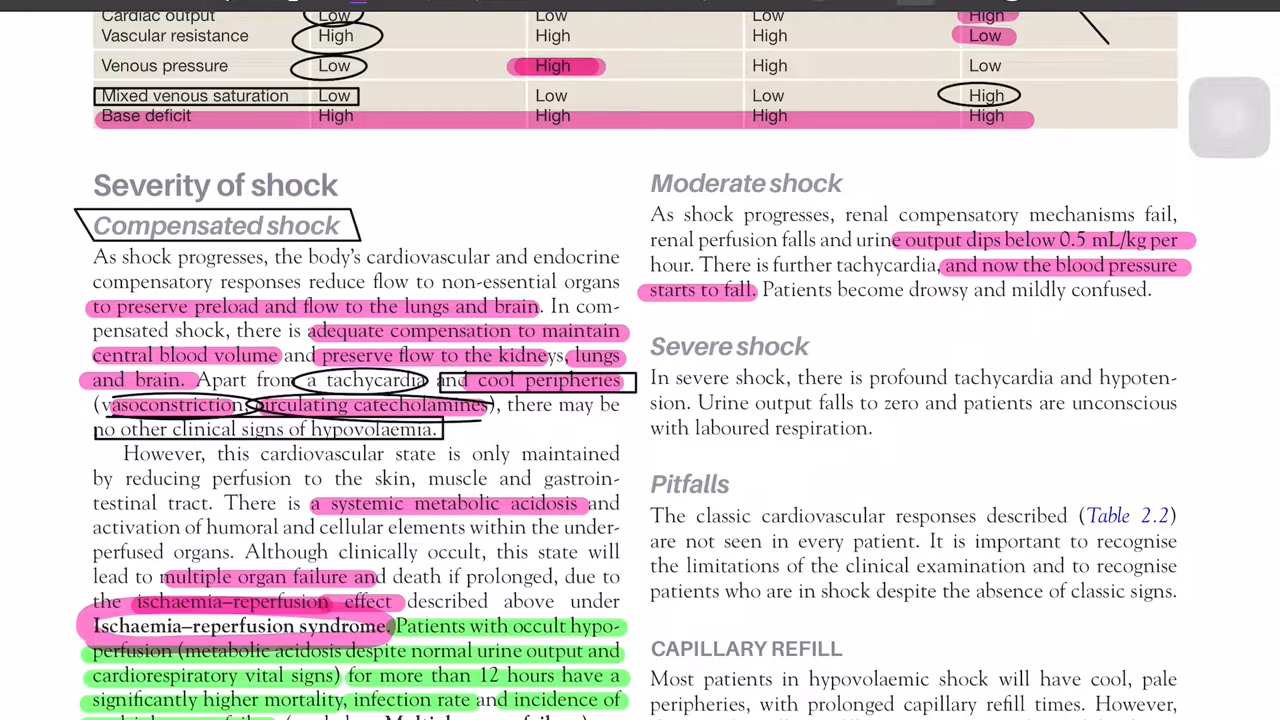 Cardiac output Low Low Low High
Vascular resistance High High High Low
Venous pressure Low High High Low
Mixed venous saturation Low Low Low High
Base deficit High High High High
Severity of shock
Compensated shock
As shock progresses, the body's cardiovascular and endocrine
compensatory responses reduce flow to non-essential organs
to preserve preload and flow to the lungs and brain. In com-
pensated shock, there is adequate compensation to maintain
central blood volume and preserve flow to the kidneys, lungs
and brain. Apart from a tachycardia and cool peripheries
(vasoconstriction, circulating catecholamines), there may be
no other clinical signs of hypovolaemia.
However, this cardiovascular state is only maintained
by reducing perfusion to the skin, muscle and gastroin-
testinal tract. There is a systemic metabolic acidosis and
activation of humoral and cellular elements within the under-
perfused organs. Although clinically occult, this state will
lead to multiple organ failure and death if prolonged, due to
the ischaemia–reperfusion effect described above under
Ischaemia–reperfusion syndrome. Patients with occult hypo-
perfusion (metabolic acidosis despite normal urine output and
cardiorespiratory vital signs) for more than 12 hours have a
significantly higher mortality, infection rate and incidence of
Moderate shock
As shock progresses, renal compensatory mechanisms fail,
renal perfusion falls and urine output dips below 0.5 mL/kg per
hour. There is further tachycardia, and now the blood pressure
starts to fall. Patients become drowsy and mildly confused.
Severe shock
In severe shock, there is profound tachycardia and hypoten-
sion. Urine output falls to zero and patients are unconscious
with laboured respiration.
Pitfalls
The classic cardiovascular responses described (Table 2.2)
are not seen in every patient. It is important to recognise
the limitations of the clinical examination and to recognise
patients who are in shock despite the absence of classic signs.
CAPILLARY REFILL
Most patients in hypovolaemic shock will have cool, pale
peripheries, with prolonged capillary refill times. However,